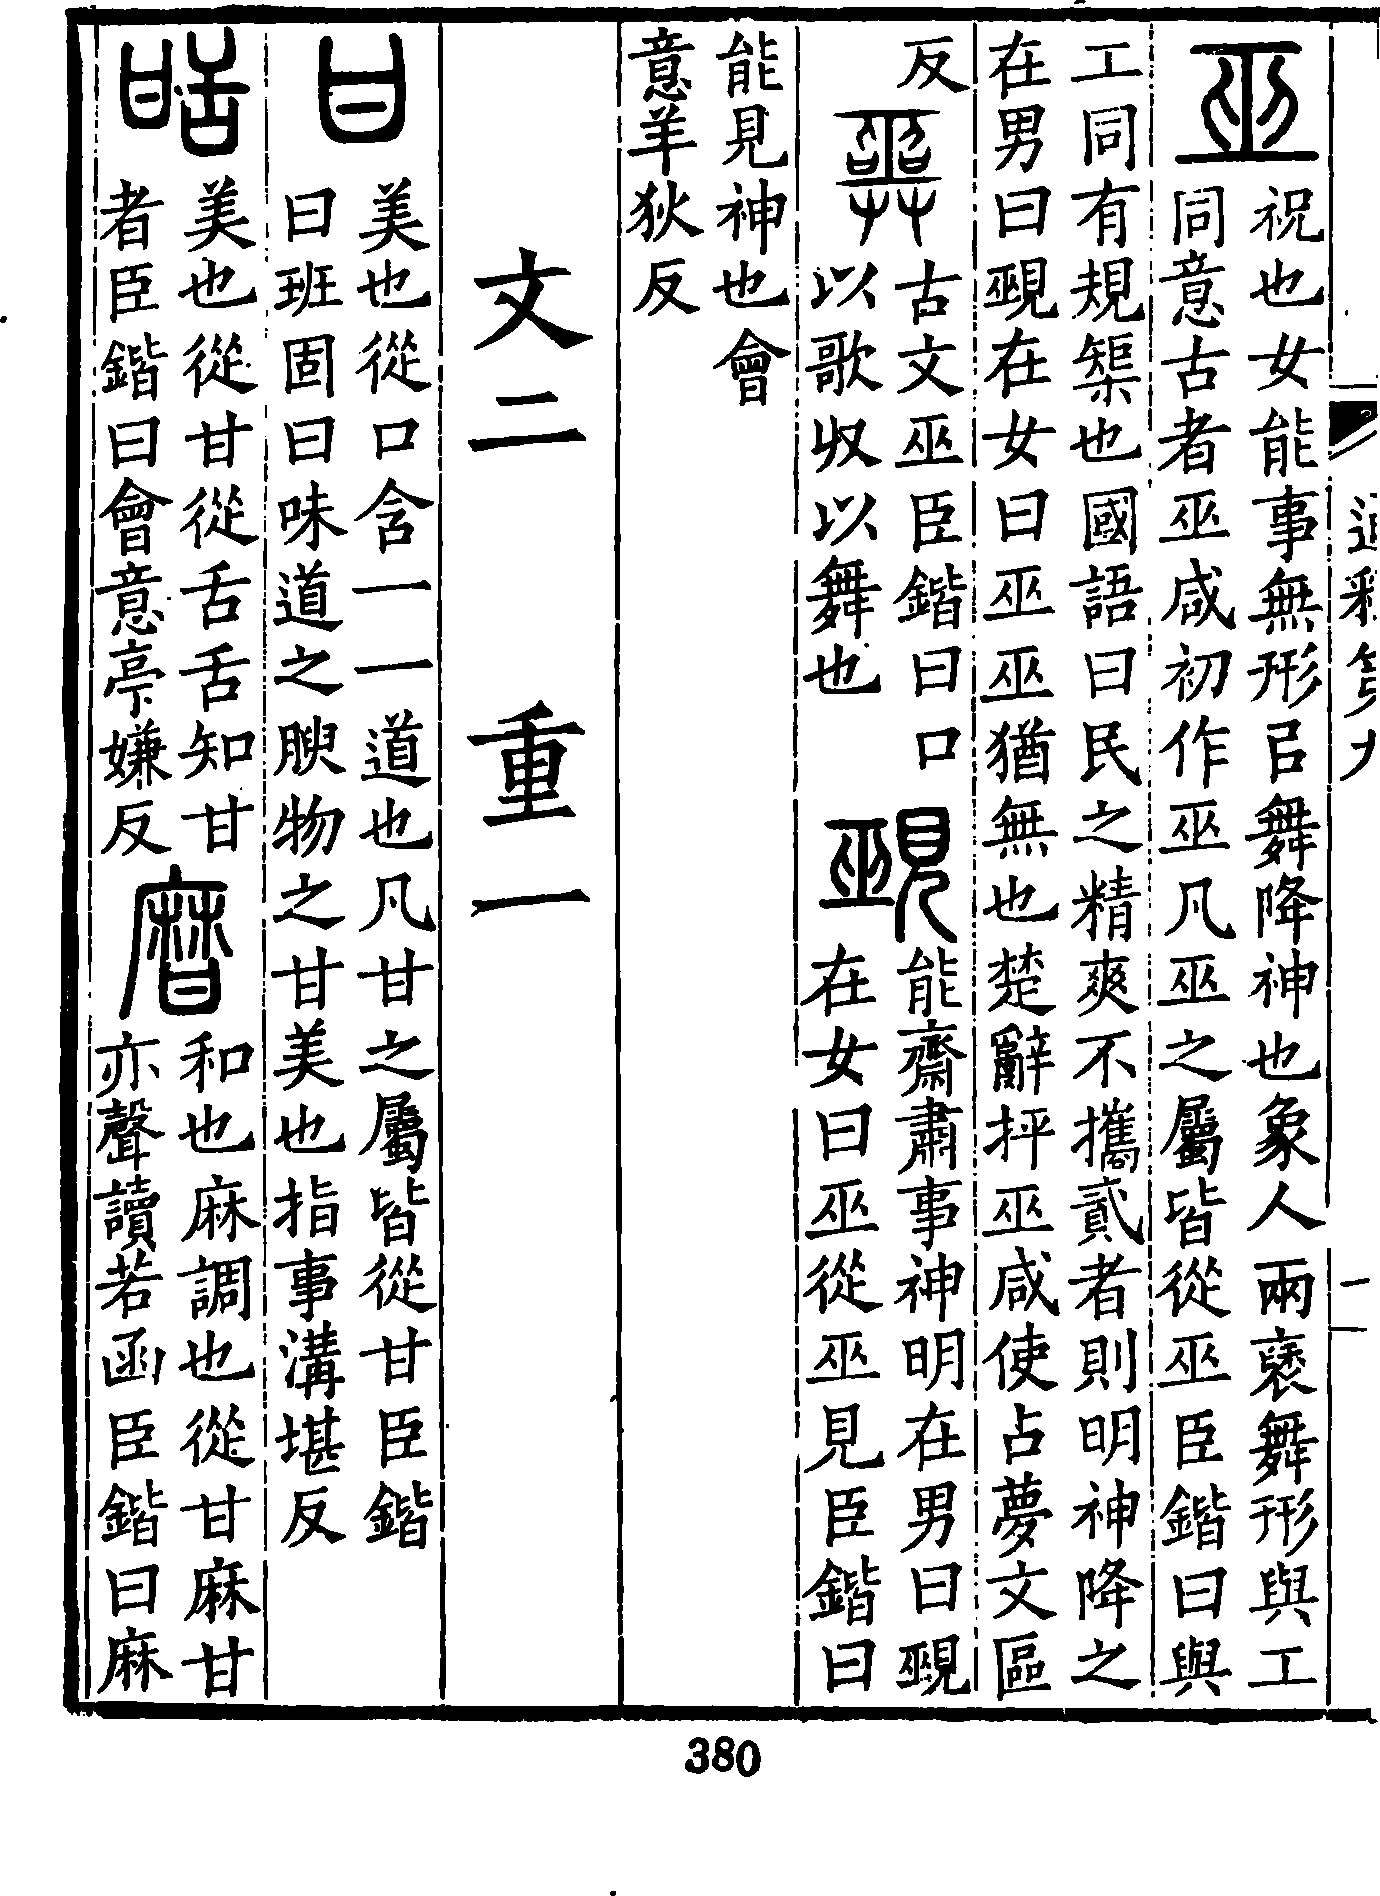 巫
祝也女能事無形㠯舞降神也象人兩褎舞形與工
同意古者巫咸初作巫凡巫之屬皆從巫臣鍇曰與
工同有規榘也國語曰民之精爽不攜貳者則明神降之
在男曰覡在女曰巫巫猶無也楚辭抨巫咸使占夢文區
反
𢍮
古文巫臣鍇曰口
以歌収以舞也
覡
能齋肅事神明在男曰覡
在女曰巫從巫見臣鍇曰
能見神也會
意羊狄反
文二 重一
甘
美也從口含一一道也凡甘之屬皆從甘臣鍇
曰班固曰味道之腴物之甘美也指事溝堪反
甛
美也從甘從舌舌知甘
者臣鍇曰會意亭嫌反
𪎭
和也麻調也從甘麻甘
亦聲讀若函臣鍇曰麻
通釋第九
一
380